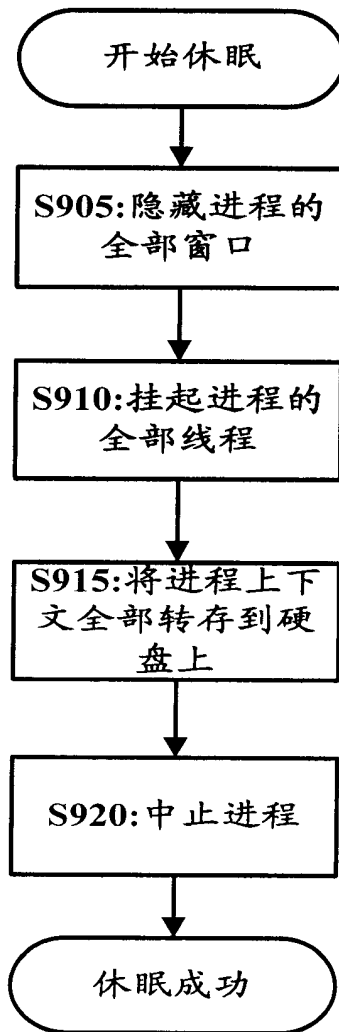 开始休眠
S905:隐藏进程的
全部窗口
S910:挂起进程的
全部线程
S915:将进程上下
文全部转存到硬
盘上
S920:中止进程
休眠成功